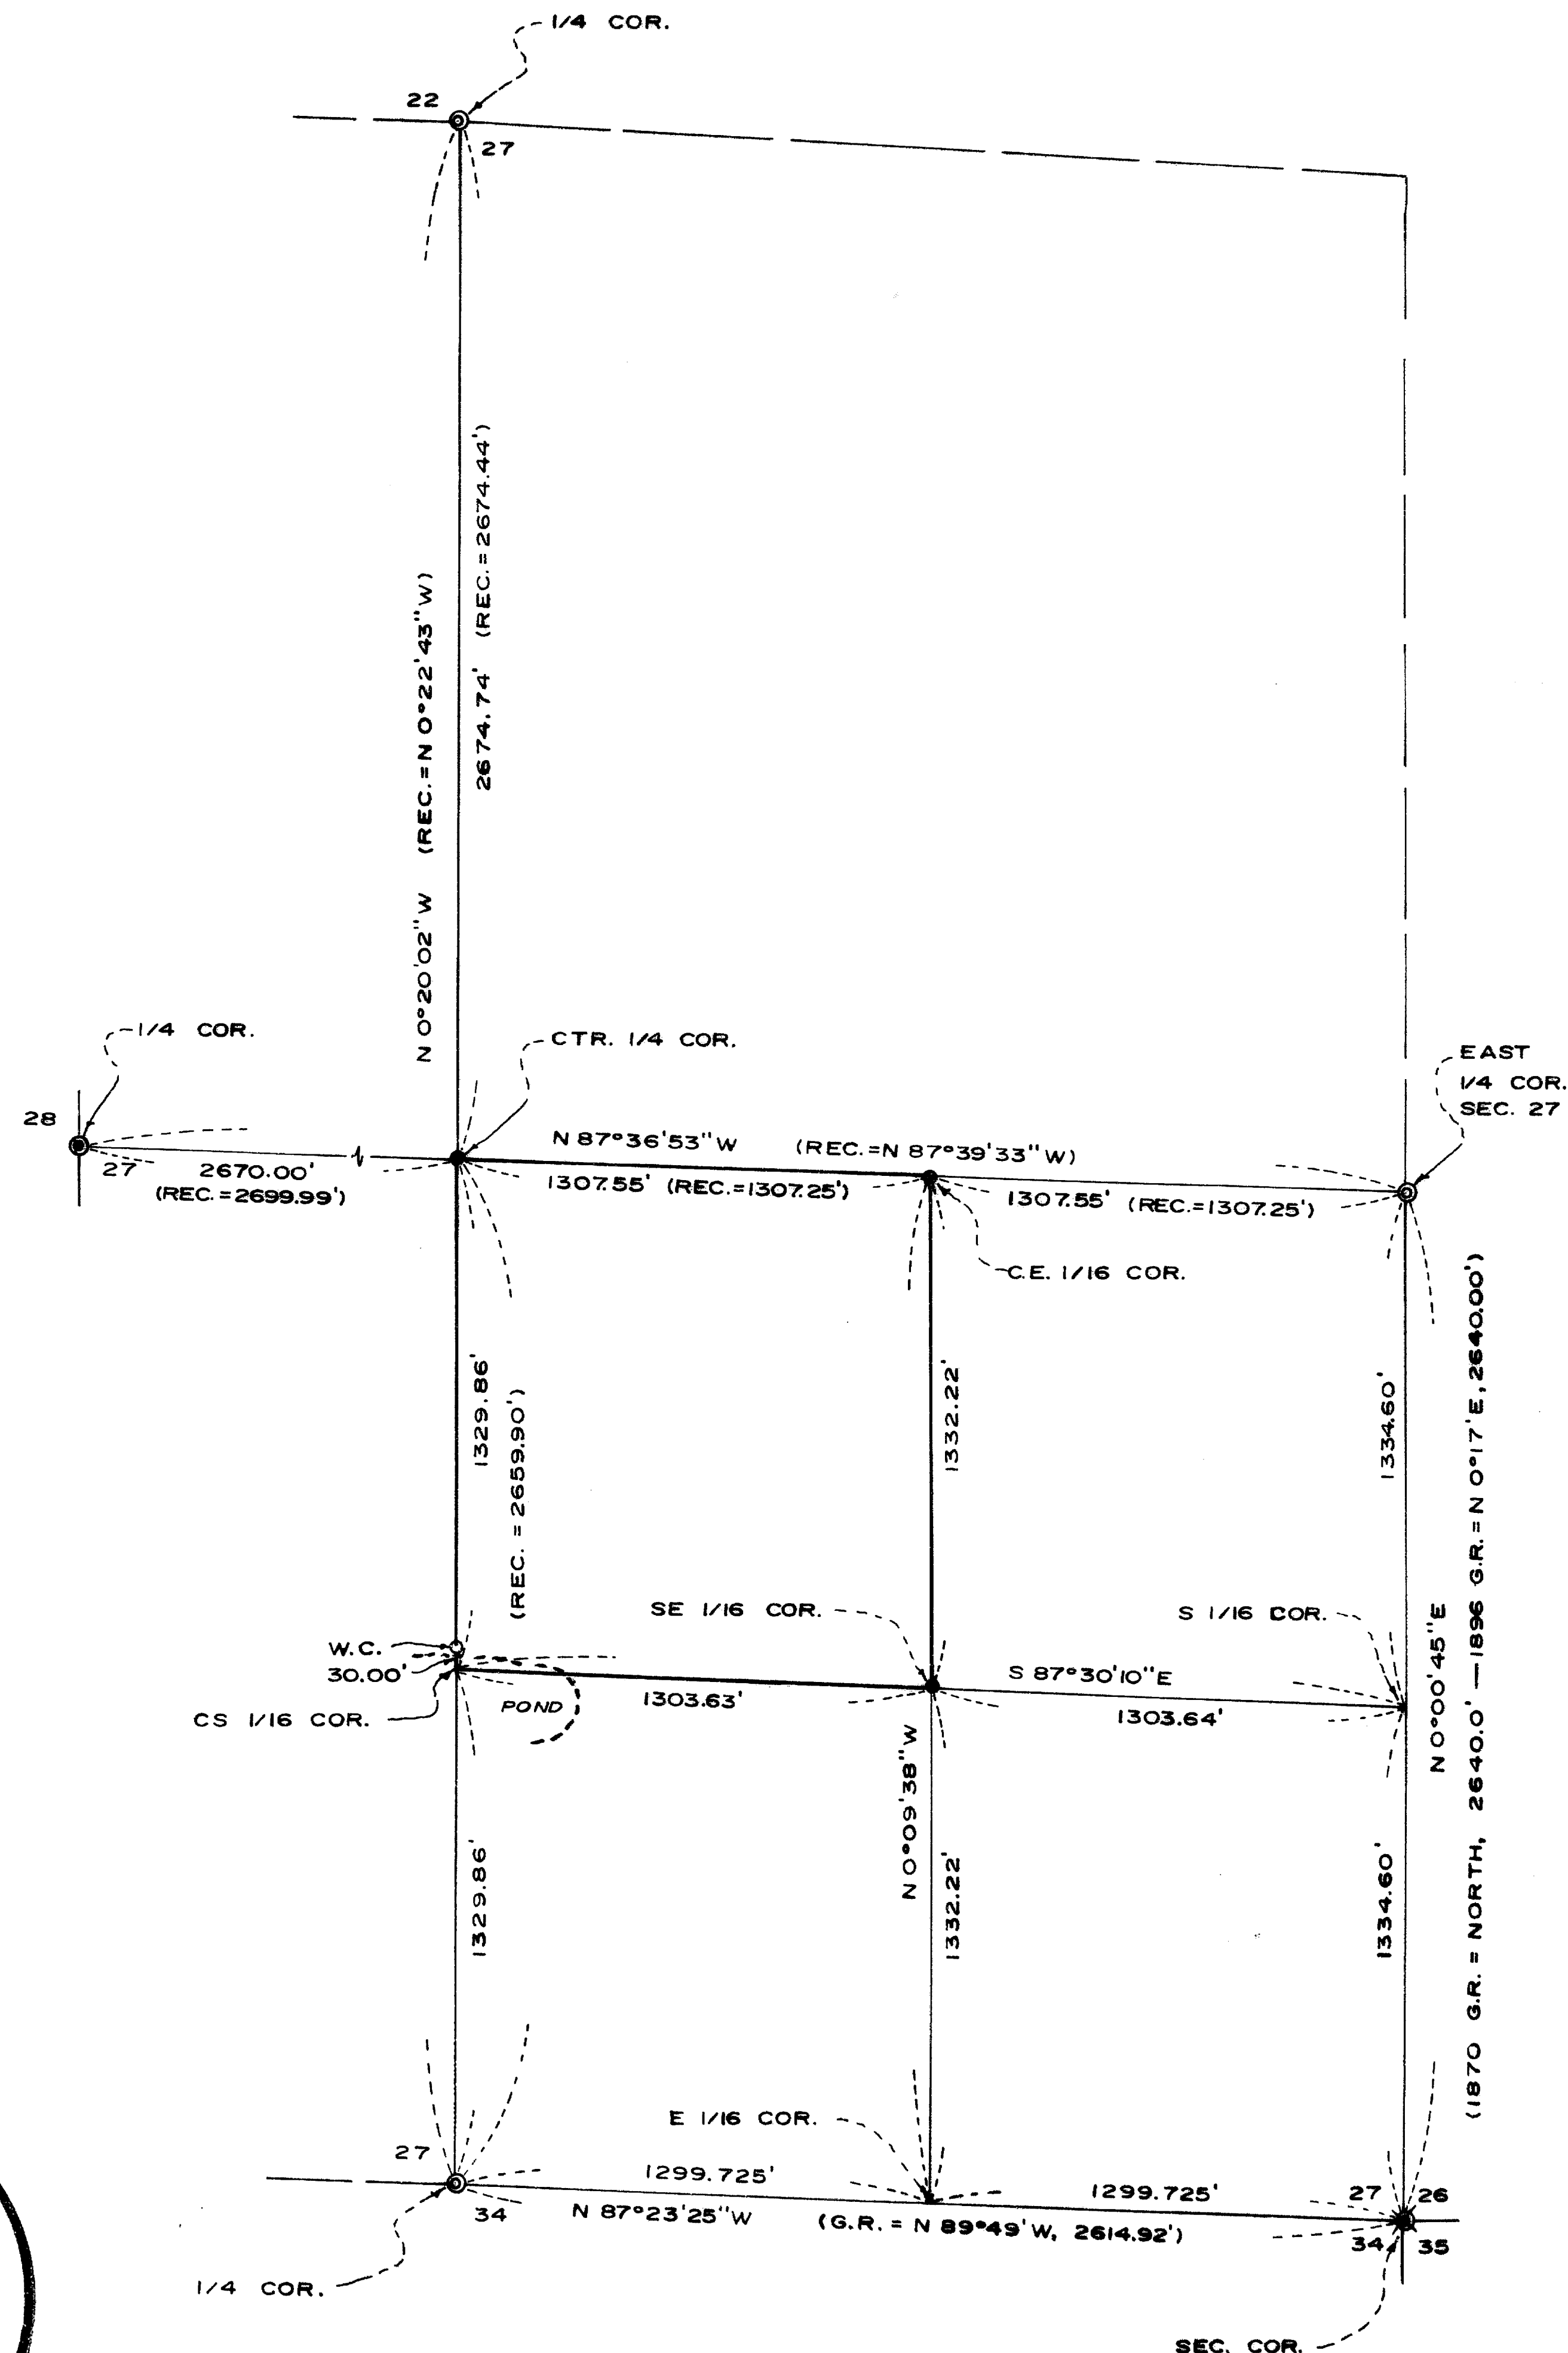 1/4 COR.
22
27
N 0°20'02"W (REC.=N 0°22'43"W)
2674.74' (REC.=2674.44')
1/4 COR.
CTR. 1/4 COR.
EAST
1/4 COR.
SEC. 27
28
27
2670.00'
(REC.=2699.99')
N 87°36'53"W (REC.=N 87°39'33"W)
1307.55' (REC.=1307.25')
1307.55' (REC.=1307.25')
C.E. 1/16 COR.
1329.86'
(REC. = 2659.90')
1332.22'
1334.60'
N 0°00'45"E
(1870 G.R. = NORTH, 2640.0' — 1896 G.R.= N 0°17'E, 2640.00')
SE 1/16 COR.
S 1/16 COR.
W.C.
30.00'
CS 1/16 COR.
POND
1303.63'
S 87°30'10"E
1303.64'
N 0°09'38"W
1329.86'
1332.22'
1334.60'
E 1/16 COR.
27
34
1299.725'
1299.725'
N 87°23'25"W (G.R. = N 89°49'W, 2614.92')
27 26
34 35
1/4 COR.
SEC. COR.